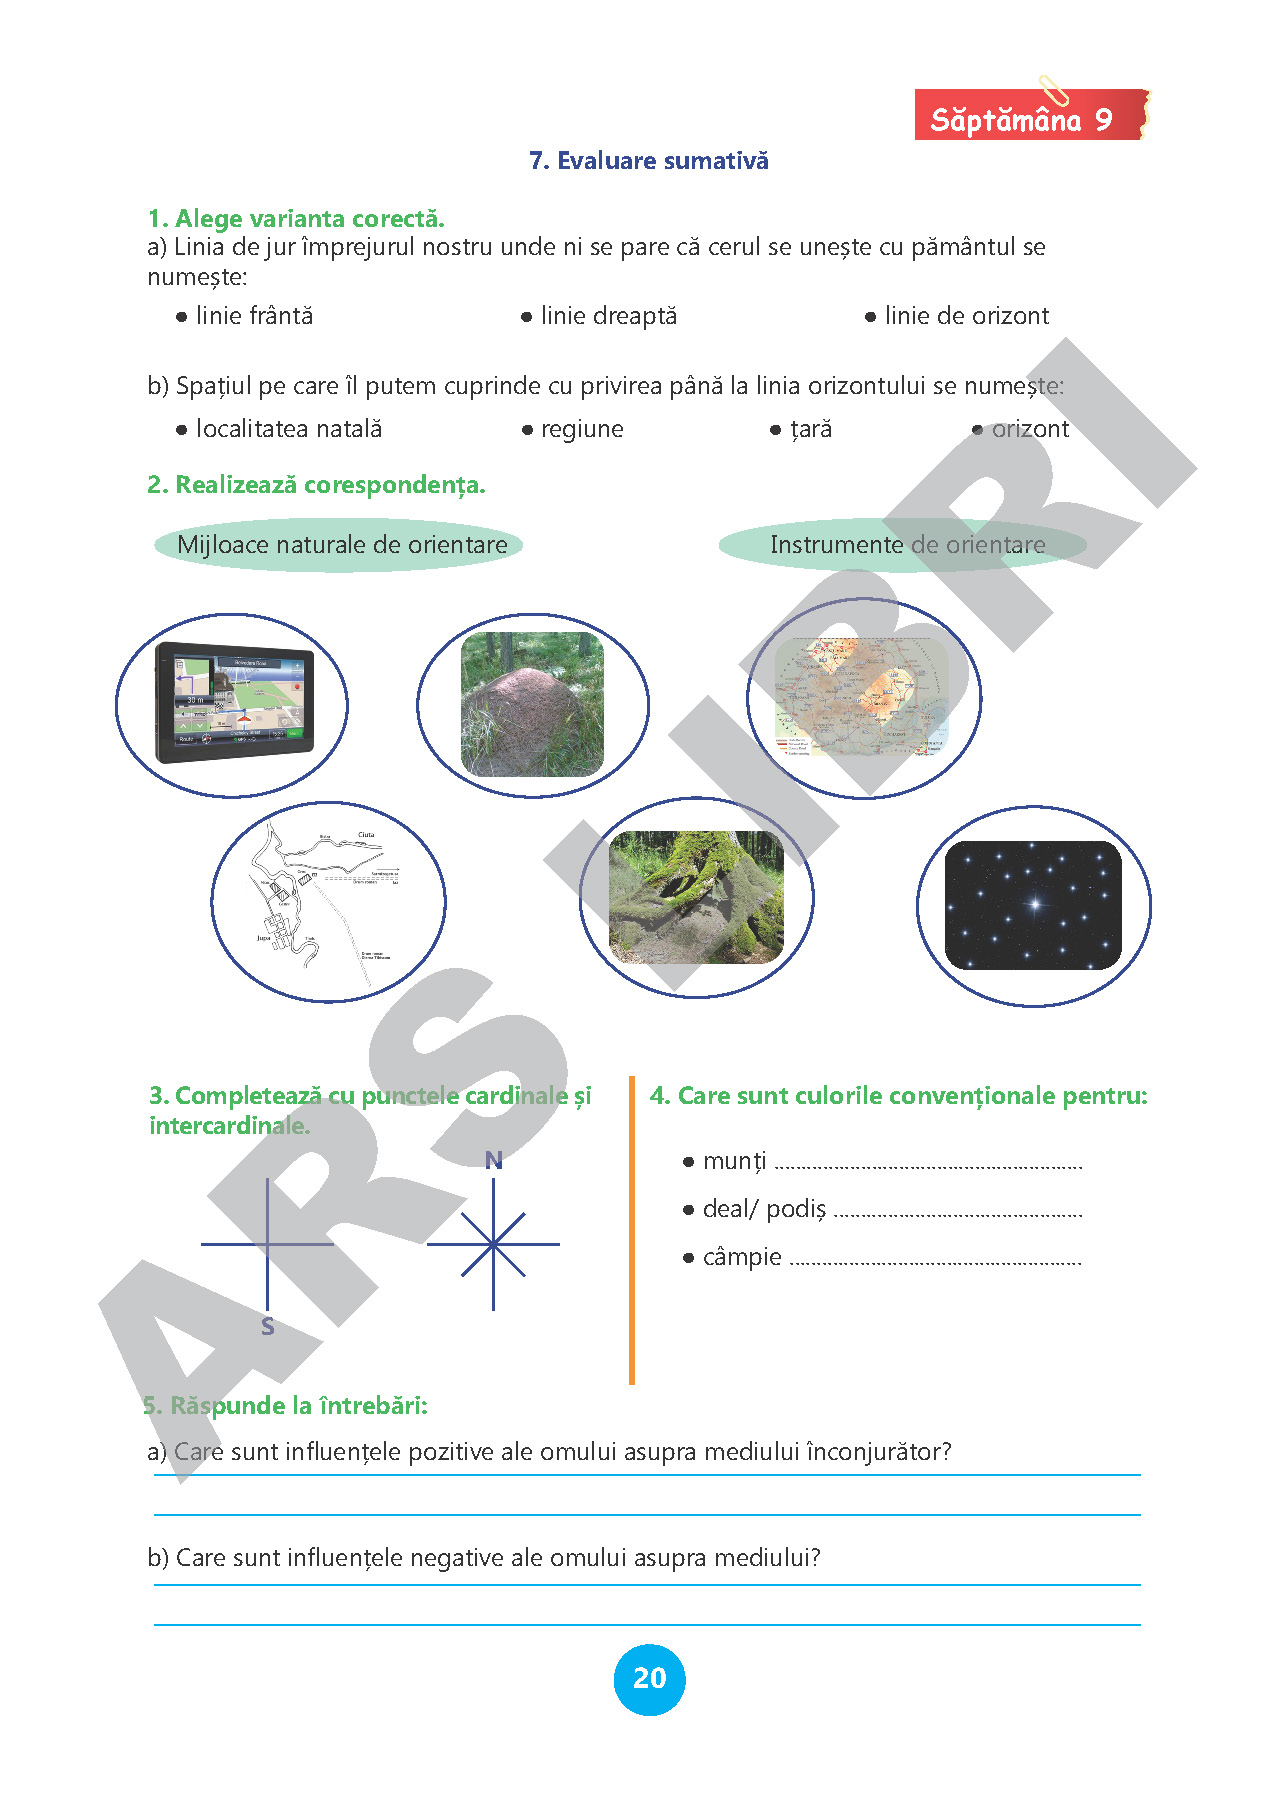 Săptămâna 9
7. Evaluare sumativă
1. Alege varianta corectă.
a) Linia de jur împrejurul nostru unde ni se pare că cerul se unește cu pământul se
numește:
● linie frântă ● linie dreaptă ● linie de orizont
b) Spațiul pe care îl putem cuprinde cu privirea până la linia orizontului se numește:
● localitatea natală ● regiune ● țară ● orizont
2. Realizează corespondența.
Mijloace naturale de orientare Instrumente de orientare
30 m
Route
Ciuta
Jupa
3. Completează cu punctele cardinale și
intercardinale.
N
S
4. Care sunt culorile convenționale pentru:
● munți .........................................................
● deal/ podiș ..............................................
● câmpie ......................................................
5. Răspunde la întrebări:
a) Care sunt influențele pozitive ale omului asupra mediului înconjurător?
b) Care sunt influențele negative ale omului asupra mediului?
20
ARS LIBRI